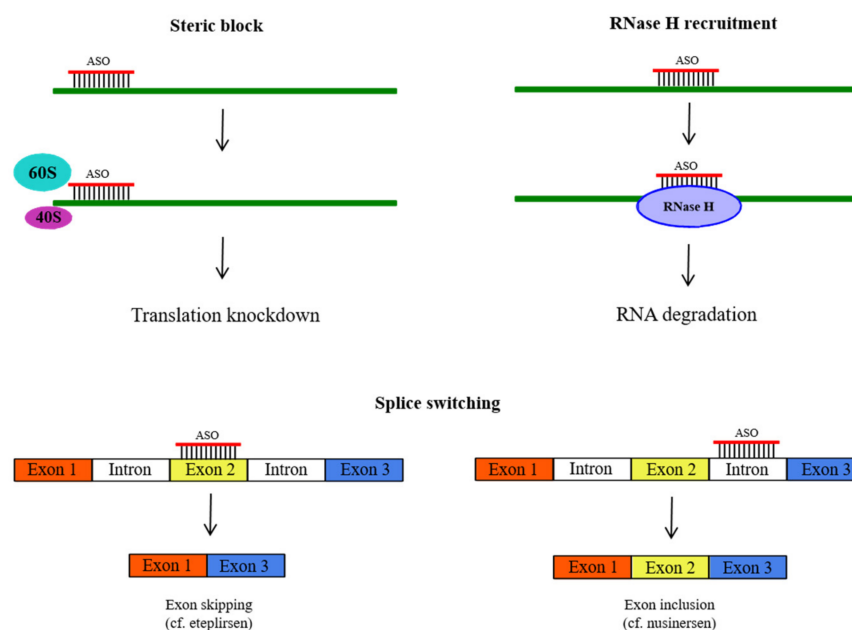 Steric block
ASO
60S
ASO
40S
Translation knockdown
RNase H recruitment
ASO
ASO
RNase H
RNA degradation
Splice switching
ASO
Exon 1 Intron Exon 2 Intron Exon 3
Exon 1 Exon 3
Exon skipping
(cf. eteplirsen)
ASO
Exon 1 Intron Exon 2 Intron Exon 3
Exon 1 Exon 2 Exon 3
Exon inclusion
(cf. nusinersen)